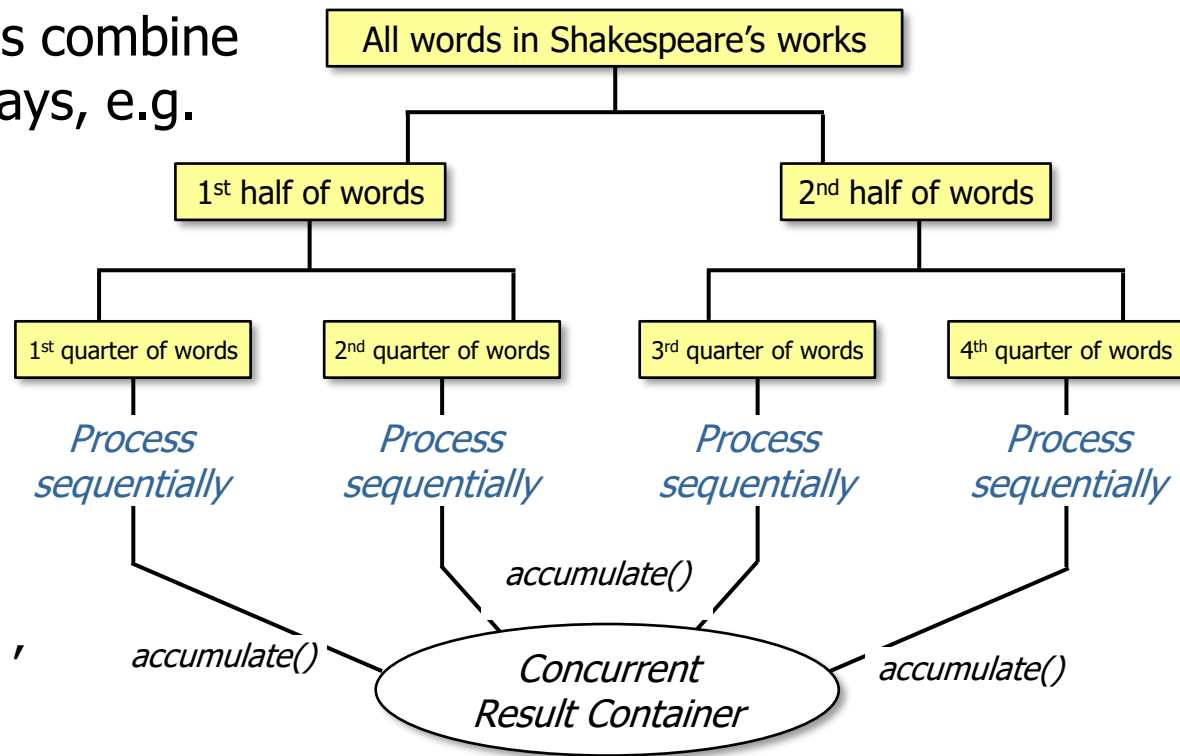 s combine
ays, e.g.
All words in Shakespeare’s works
1st half of words
2nd half of words
1st quarter of words
2nd quarter of words
3rd quarter of words
4th quarter of words
Process
sequentially
Process
sequentially
Process
sequentially
Process
sequentially
accumulate()
,
accumulate()
accumulate()
Concurrent
Result Container